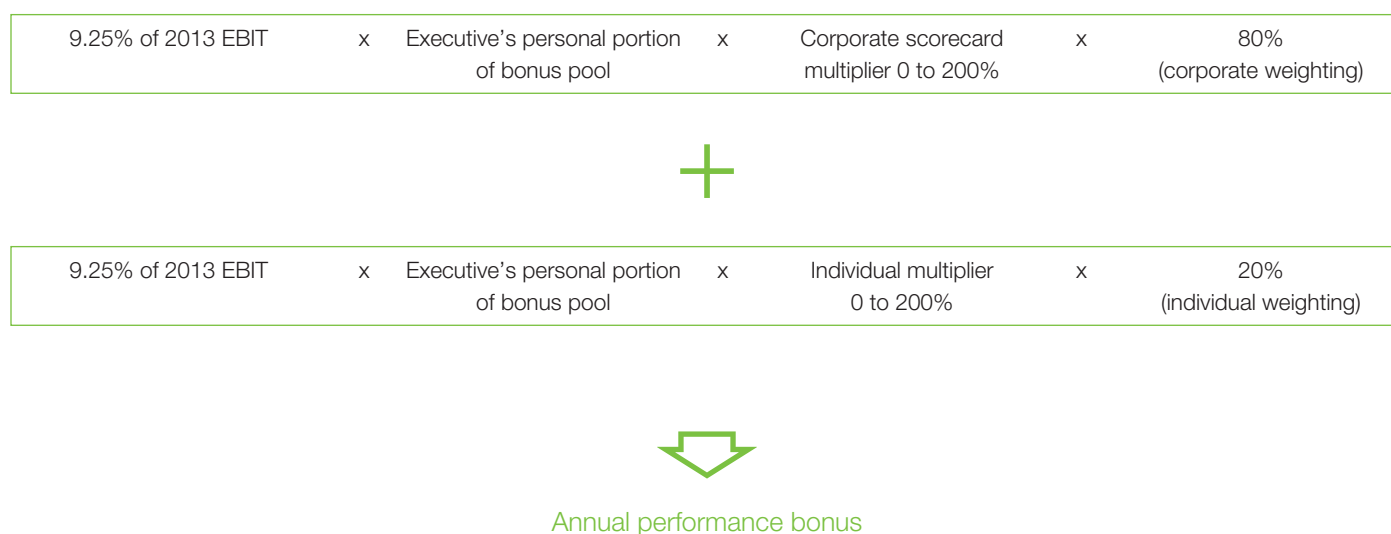 9.25% of 2013 EBIT x Executive’s personal portion x Corporate scorecard x 80%
of bonus pool multiplier 0 to 200% (corporate weighting)
+
9.25% of 2013 EBIT x Executive’s personal portion x Individual multiplier x 20%
of bonus pool 0 to 200% (individual weighting)
Annual performance bonus